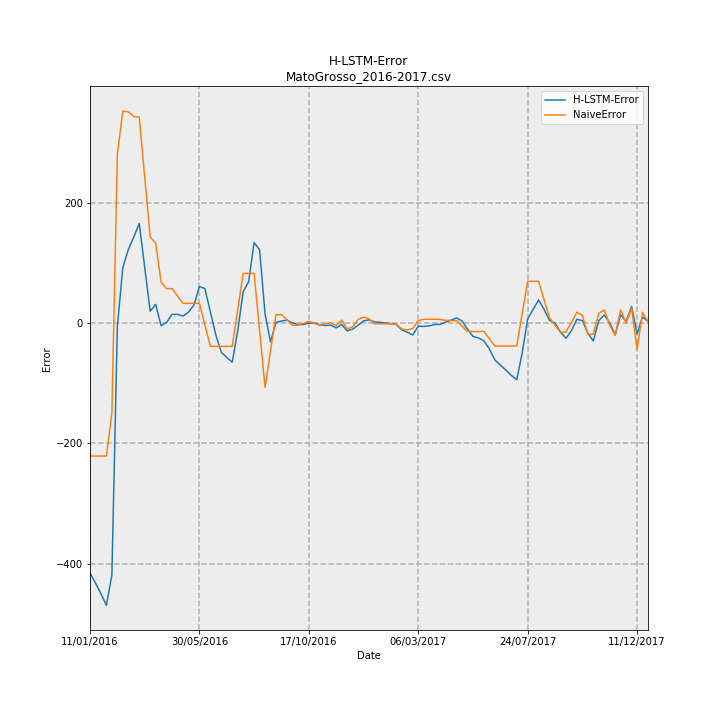 H-LSTM-Error
MatoGrosso_2016-2017.csv
H-LSTM-Error
NaiveError
200
0
−200
−400
Error
11/01/2016 30/05/2016 17/10/2016 06/03/2017 24/07/2017 11/12/2017
Date